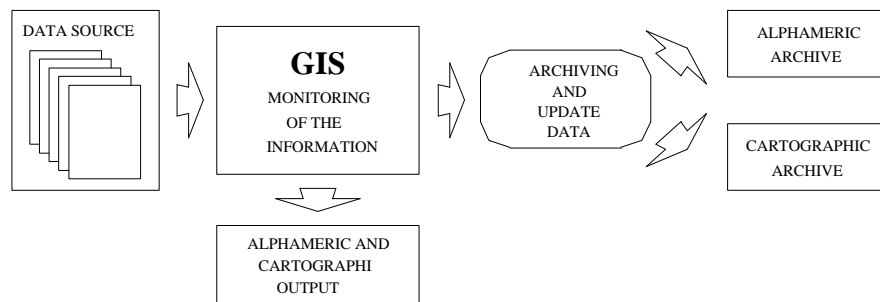 DATA SOURCE
GIS
MONITORING
OF THE
INFORMATION
ALPHAMERIC AND
CARTOGRAPHI
OUTPUT
ARCHIVING
AND
UPDATE
DATA
ALPHAMERIC
ARCHIVE
CARTOGRAPHIC
ARCHIVE